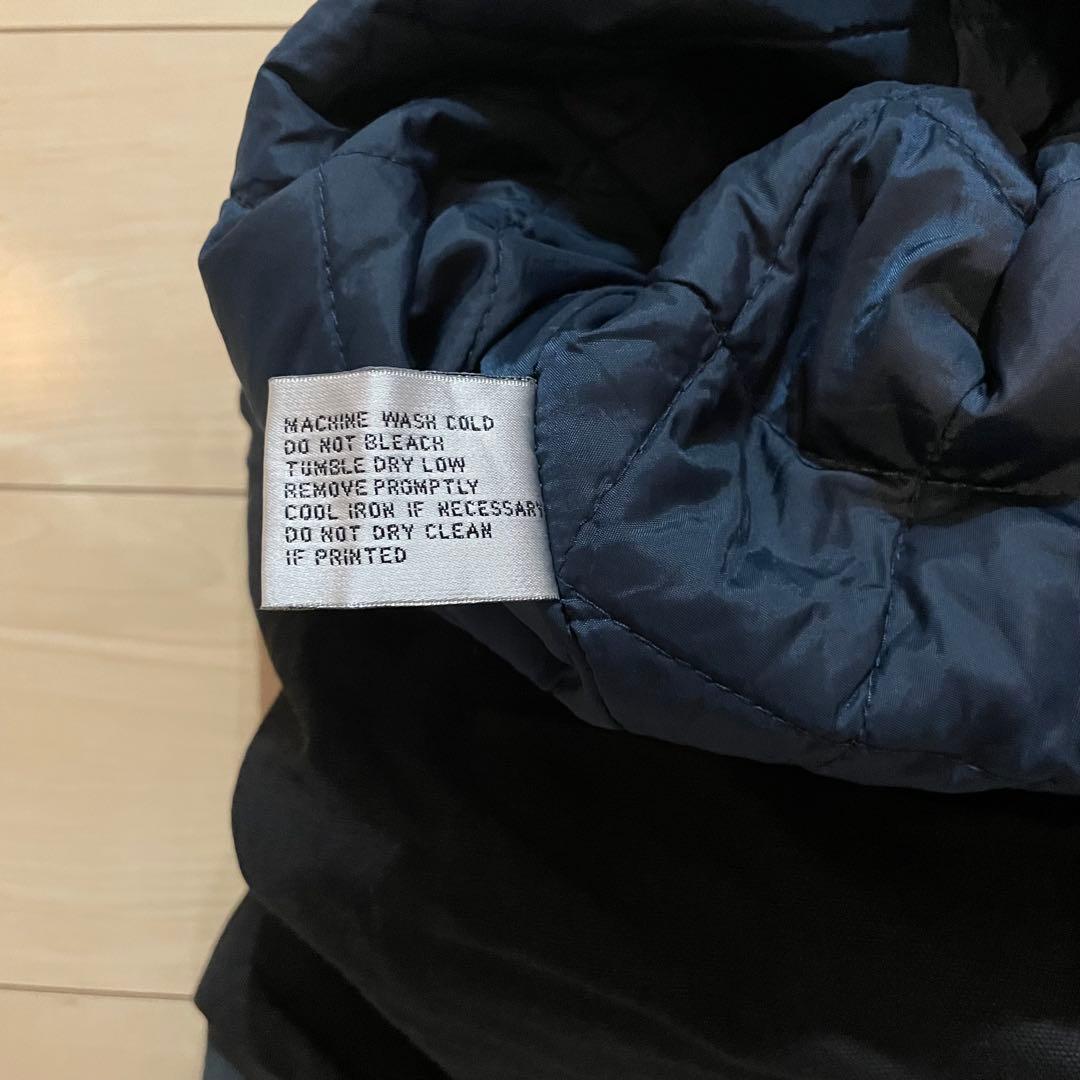 MACHINE WASH COLD
DO NOT BLEACH
TUMBLE DRY LOW
REMOVE PROMPTLY
COOL IRON IF NECESSARY
DO NOT DRY CLEAN
IF PRINTED